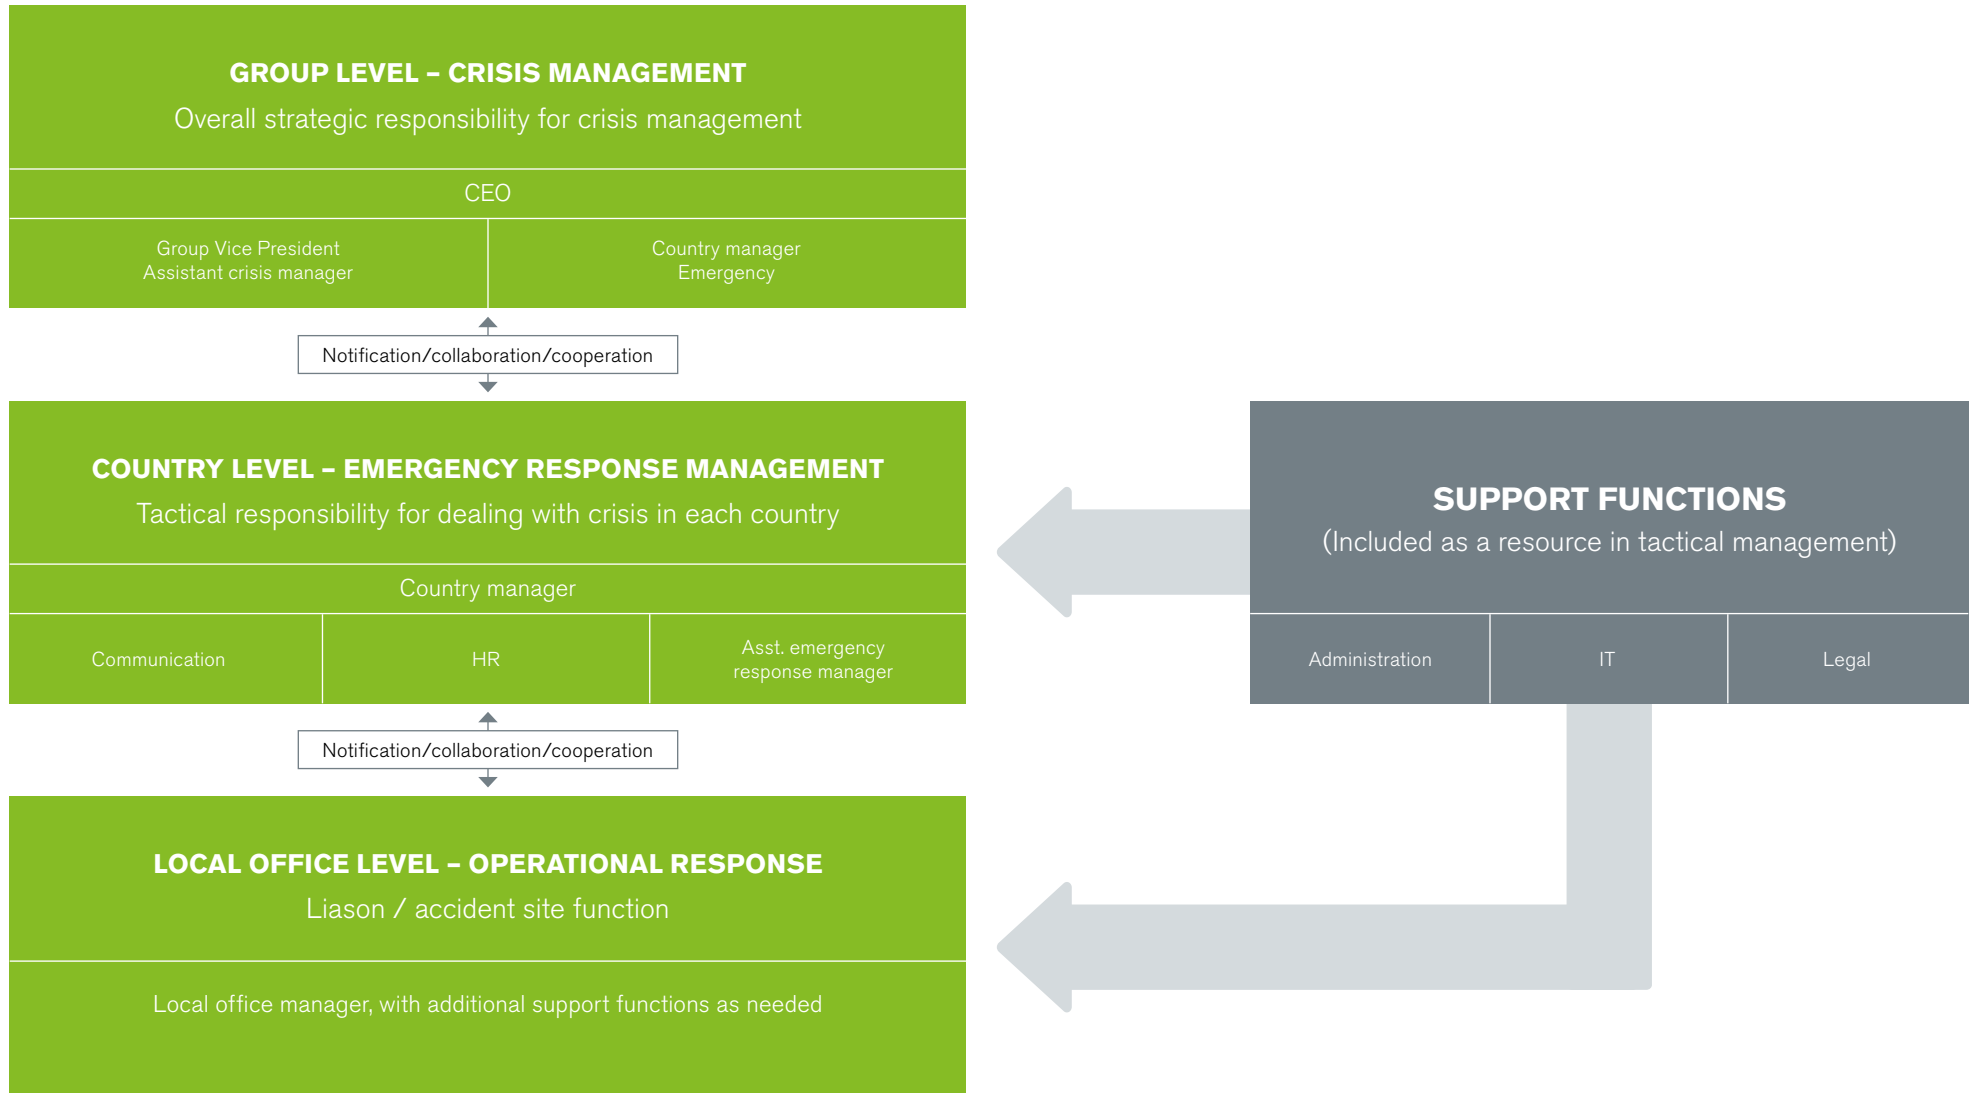 GROUP LEVEL – CRISIS MANAGEMENT
Overall strategic responsibility for crisis management
CEO
Group Vice President
Assistant crisis manager
Country manager
Emergency
Notification/collaboration/cooperation
COUNTRY LEVEL – EMERGENCY RESPONSE MANAGEMENT
Tactical responsibility for dealing with crisis in each country
Country manager
Communication
HR
Asst. emergency
response manager
SUPPORT FUNCTIONS
(Included as a resource in tactical management)
Administration
IT
Legal
Notification/collaboration/cooperation
LOCAL OFFICE LEVEL – OPERATIONAL RESPONSE
Liason / accident site function
Local office manager, with additional support functions as needed